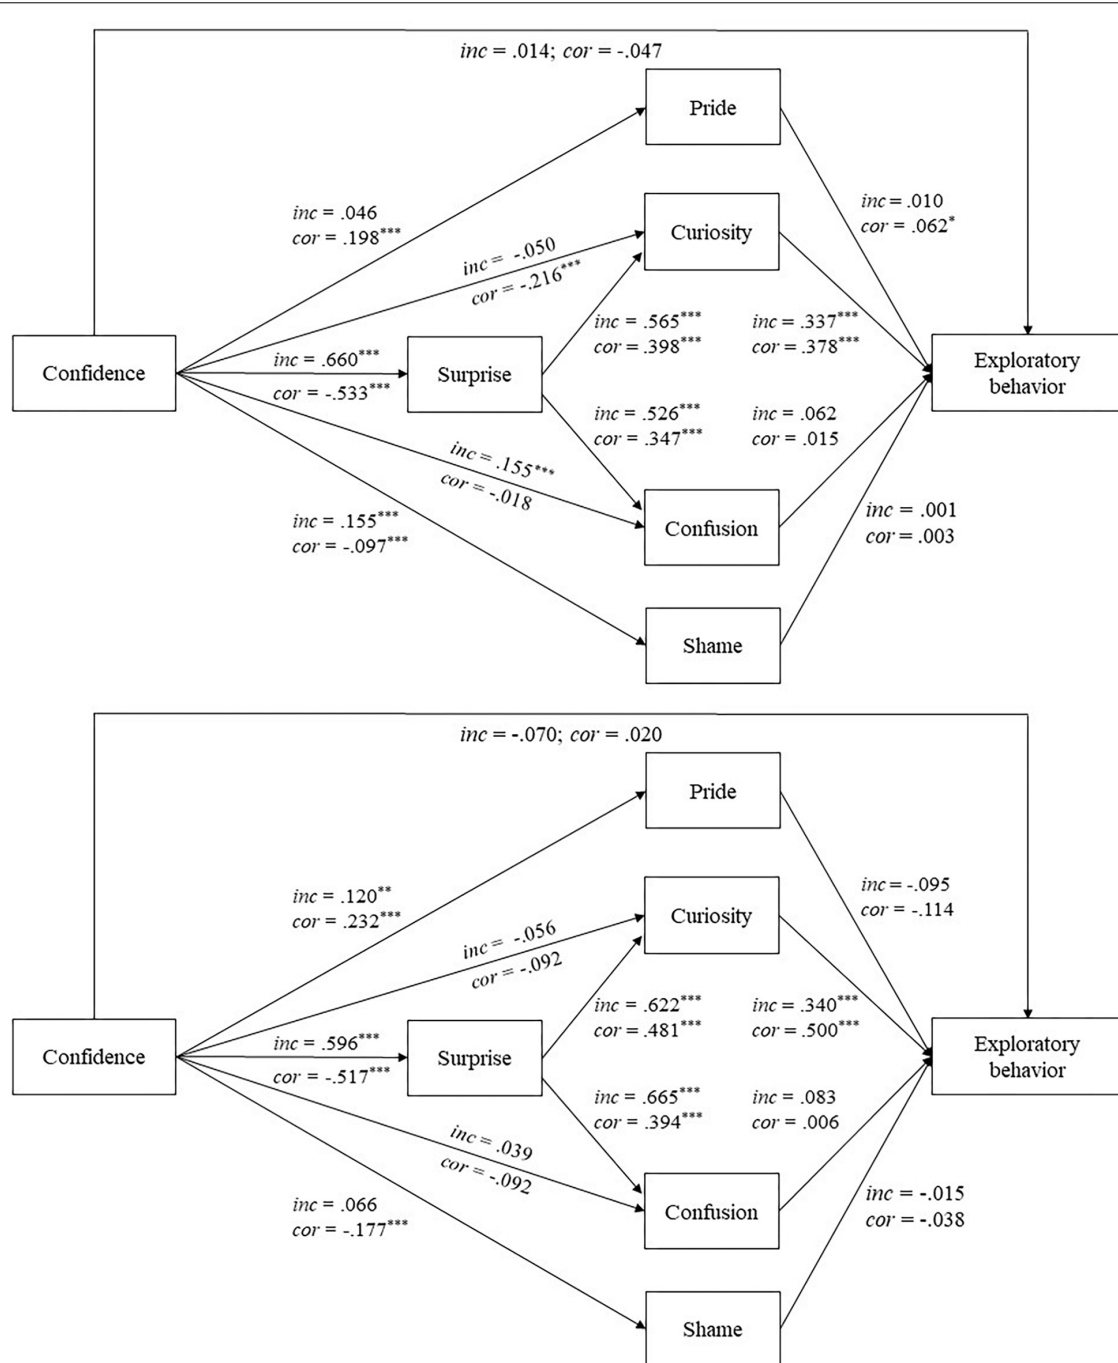 inc = .014; cor = -.047
Pride
inc = .046
cor = .198***
inc = .010
cor = .062*
Curiosity
inc = -.050
cor = -.216***
inc = .565***
cor = .398***
inc = .337***
cor = .378***
Confidence
inc = .660***
cor = -.533***
Surprise
Exploratory
behavior
inc = .526***
cor = .347***
inc = .062
cor = .015
inc = .155***
cor = -.018
inc = .155***
cor = -.097***
Confusion
inc = .001
cor = .003
Shame
inc = -.070; cor = .020
Pride
inc = .120**
cor = .232***
inc = -.095
cor = -.114
Curiosity
inc = -.056
cor = -.092
inc = .622***
cor = .481***
inc = .340***
cor = .500***
Confidence
inc = .596***
cor = -.517***
Surprise
Exploratory
behavior
inc = .665***
cor = .394***
inc = .083
cor = .006
inc = .039
cor = -.092
inc = .066
cor = -.177***
Confusion
inc = -.015
cor = -.038
Shame